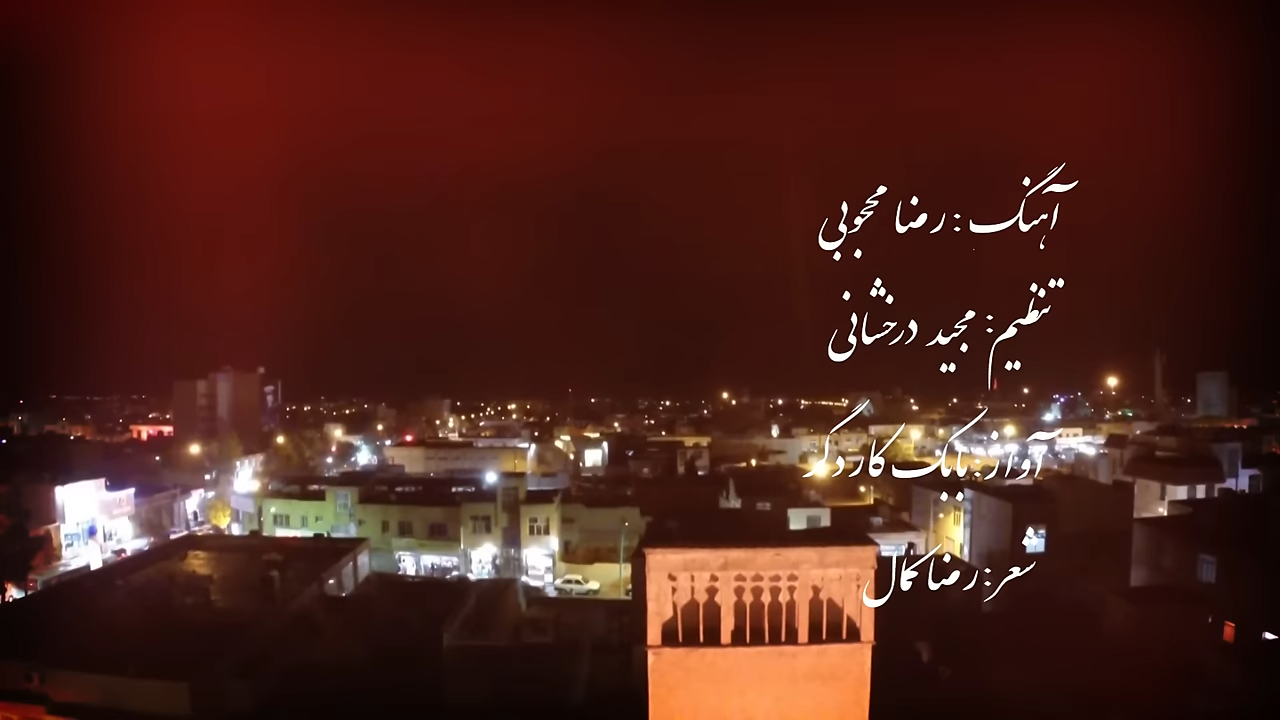 آهنگ : رضا محجوبی
تنظیم : مجید درخشانی
آواز : بابک کاردگر
شعر : رضا کمال